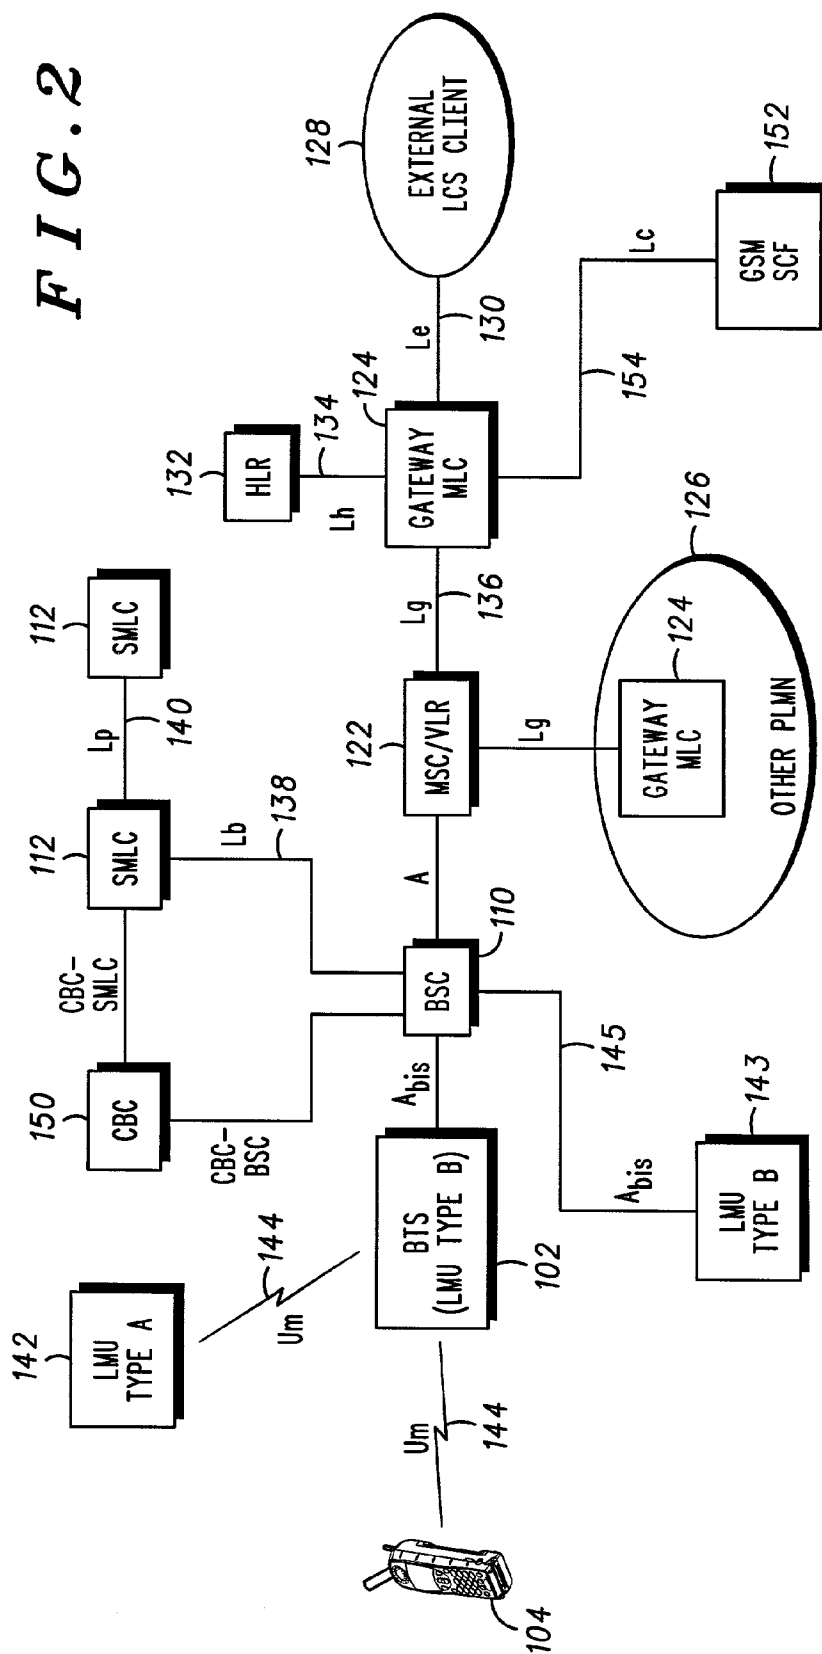 FIG.2
142
LMU
TYPE A
144
Um
150
CBC
CBC-
SMLC
112
SMLC
Lp
140
112
SMLC
CBC-
BSC
Lb
138
132
HLR
Lh
134
128
EXTERNAL
LCS CLIENT
104
Um
144
BTS
(LMU TYPE B)
102
Abis
BSC
110
A
122
MSC/VLR
Lg
136
124
GATEWAY
MLC
Le
130
145
Abis
LMU
TYPE B
143
Lg
GATEWAY
MLC
124
OTHER PLMN
126
154
Lc
GSM
SCF
152